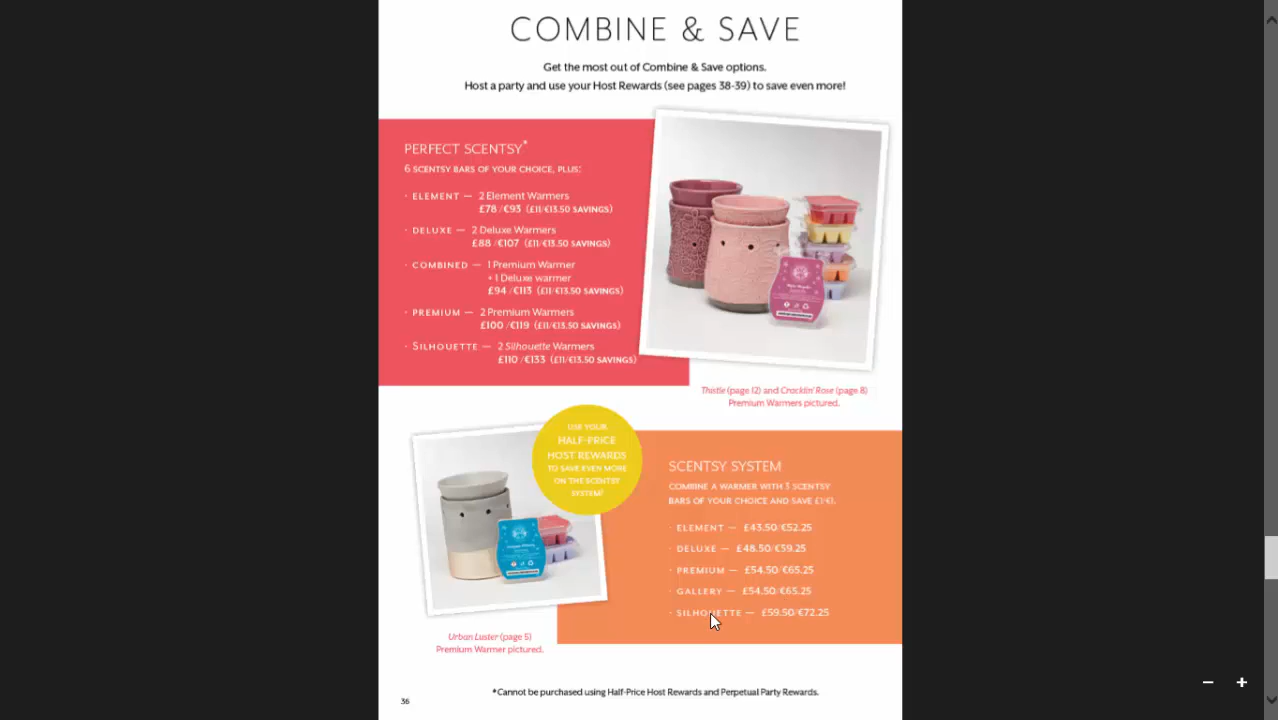 COMBINE & SAVE
Get the most out of Combine & Save options.
Host a party and use your Host Rewards (see pages 38-39) to save even more!
PERFECT SCENTSY*
6 SCENTSY BARS OF YOUR CHOICE, PLUS:
· ELEMENT — 2 Element Warmers
£78 /€93 (£11/€13.50 SAVINGS)
· DELUXE — 2 Deluxe Warmers
£88 /€107 (£11/€13.50 SAVINGS)
· COMBINED — 1 Premium Warmer
+ 1 Deluxe warmer
£94 /€113 (£11/€13.50 SAVINGS)
· PREMIUM — 2 Premium Warmers
£100 /€119 (£11/€13.50 SAVINGS)
· SILHOUETTE — 2 Silhouette Warmers
£110 /€133 (£11/€13.50 SAVINGS)
Thistle (page 12) and Cracklin' Rose (page 8)
Premium Warmers pictured.
USE YOUR
HALF-PRICE
HOST REWARDS
TO SAVE EVEN MORE
ON THE SCENTSY
SYSTEM!
SCENTSY SYSTEM
COMBINE A WARMER WITH 3 SCENTSY
BARS OF YOUR CHOICE AND SAVE
· ELEMENT — £43.50/€52.25
· DELUXE — £48.50/€59.25
· PREMIUM — £54.50/€65.25
· GALLERY — £54.50/€65.25
· SILHOUETTE — £59.50/€72.25
Urban Luster (page 5)
Premium Warmer pictured.
*Cannot be purchased using Half-Price Host Rewards and Perpetual Party Rewards.
36